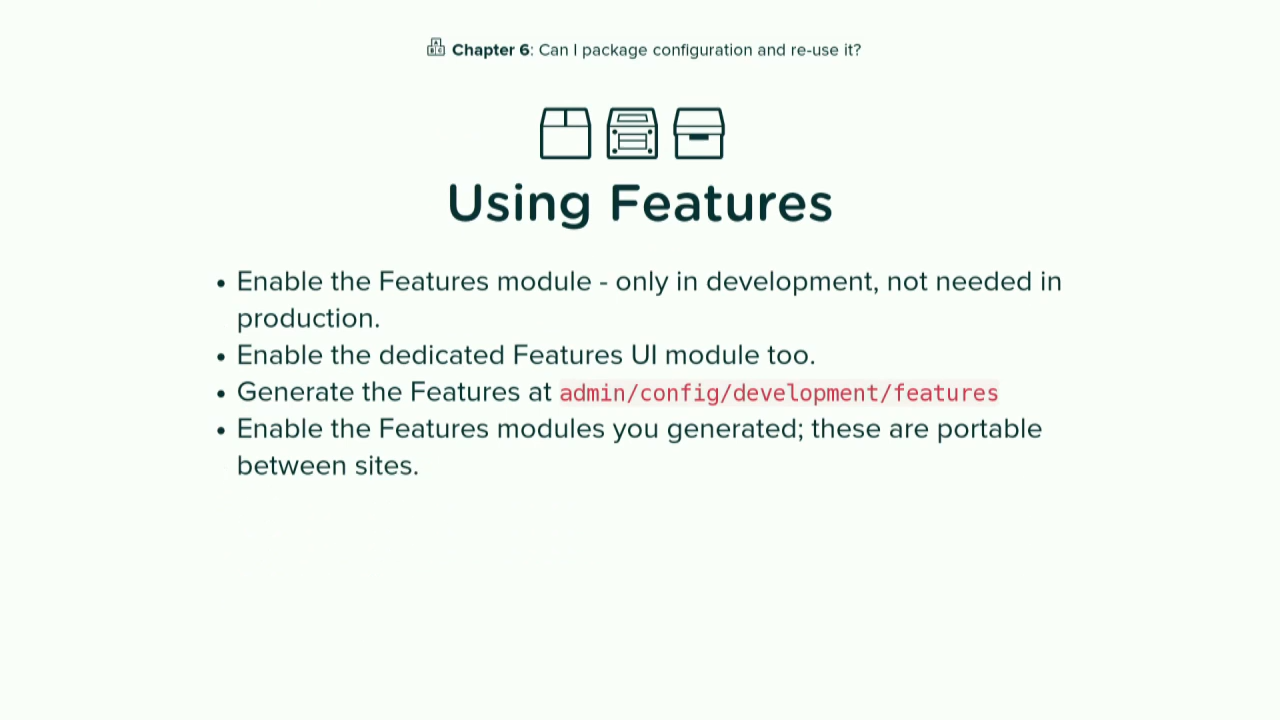 Chapter 6: Can I package configuration and re-use it?
Using Features
• Enable the Features module - only in development, not needed in
production.
• Enable the dedicated Features UI module too.
• Generate the Features at admin/config/development/features
• Enable the Features modules you generated; these are portable
between sites.